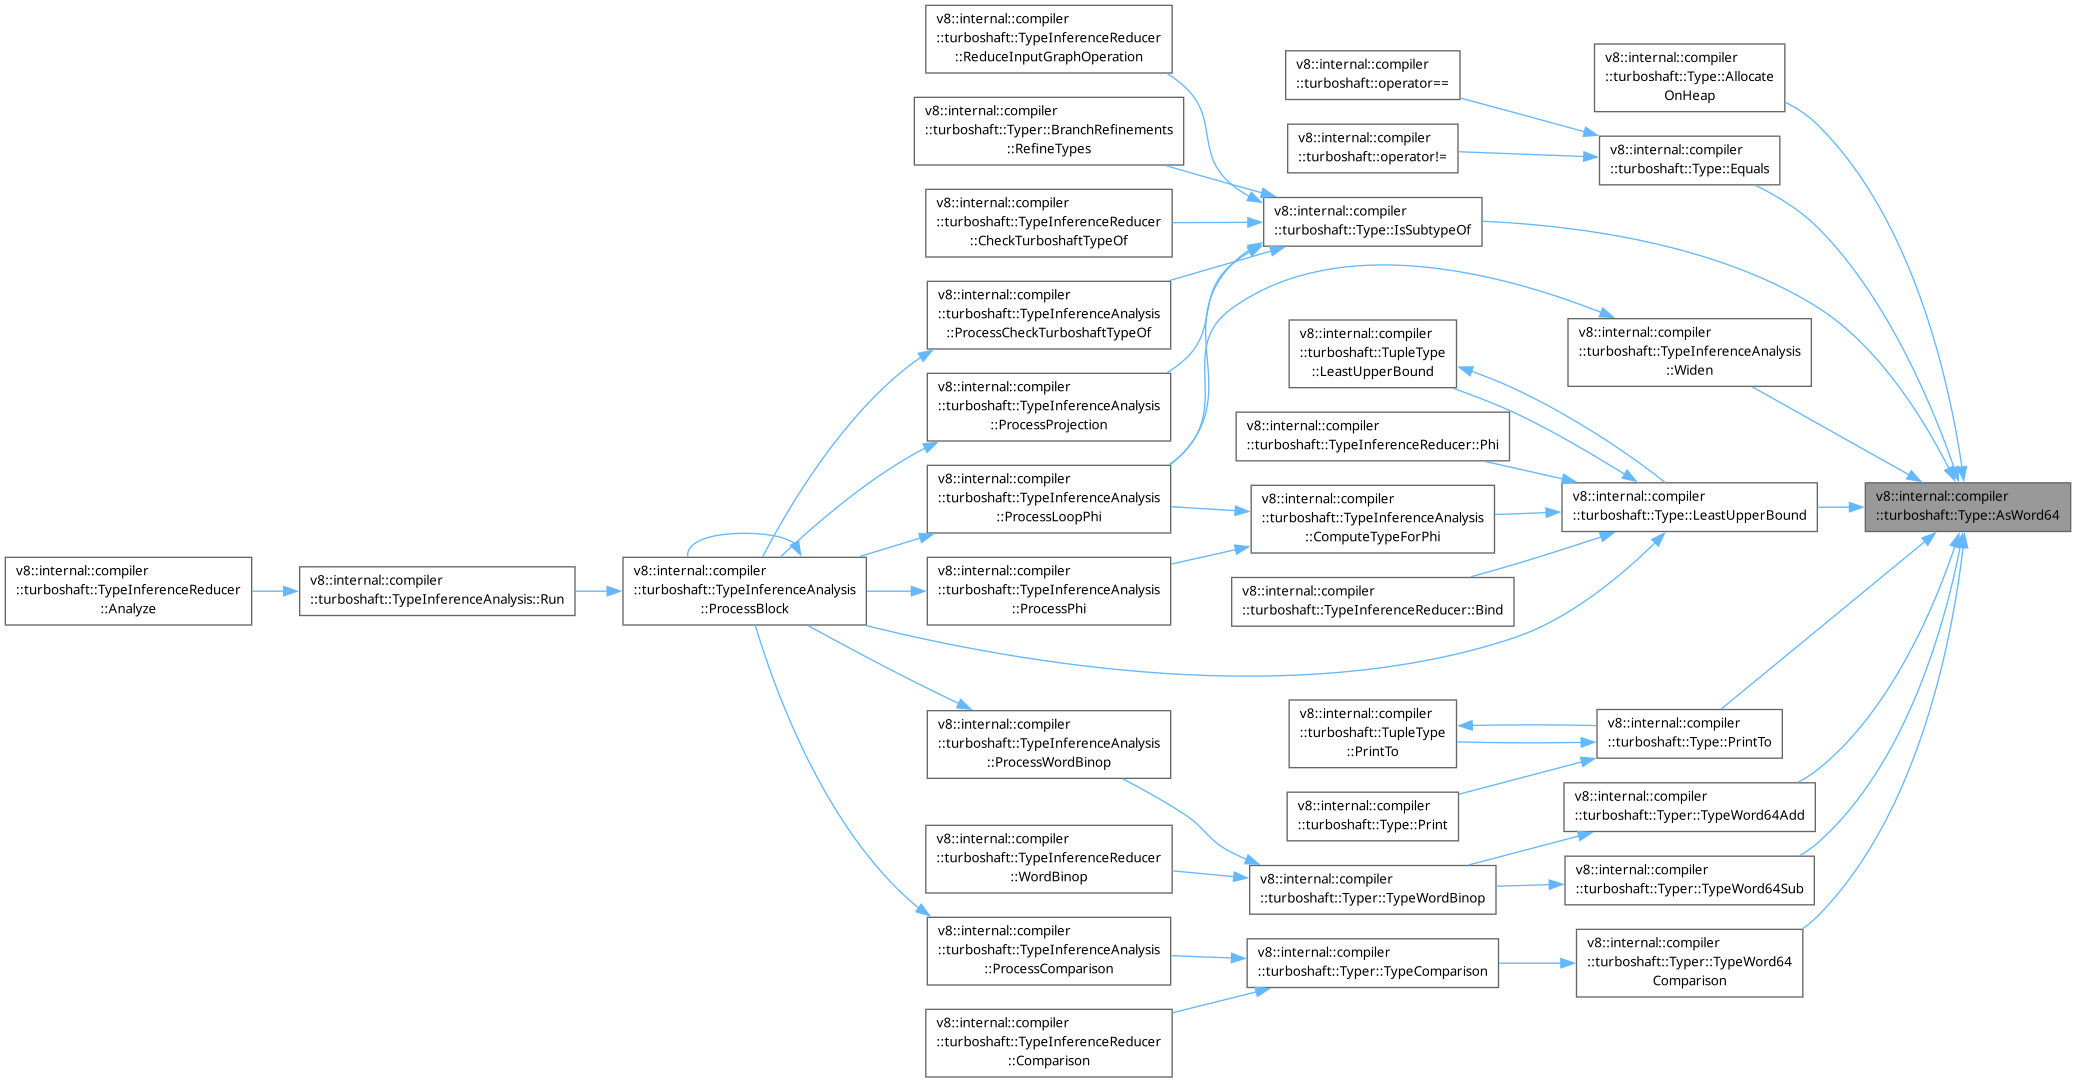 v8::internal::compiler
::turboshaft::TypeInferenceReducer
::ReduceInputGraphOperation
v8::internal::compiler
::turboshaft::Typer::BranchRefinements
::RefineTypes
v8::internal::compiler
::turboshaft::TypeInferenceReducer
::CheckTurboshaftTypeOf
v8::internal::compiler
::turboshaft::TypeInferenceAnalysis
::ProcessCheckTurboshaftTypeOf
v8::internal::compiler
::turboshaft::TypeInferenceAnalysis
::ProcessProjection
v8::internal::compiler
::turboshaft::TypeInferenceAnalysis
::ProcessLoopPhi
v8::internal::compiler
::turboshaft::TypeInferenceAnalysis
::ProcessPhi
v8::internal::compiler
::turboshaft::TypeInferenceAnalysis
::ProcessWordBinop
v8::internal::compiler
::turboshaft::TypeInferenceReducer
::WordBinop
v8::internal::compiler
::turboshaft::TypeInferenceAnalysis
::ProcessComparison
v8::internal::compiler
::turboshaft::TypeInferenceReducer
::Comparison
v8::internal::compiler
::turboshaft::TypeInferenceReducer
::Analyze
v8::internal::compiler
::turboshaft::TypeInferenceAnalysis::Run
v8::internal::compiler
::turboshaft::TypeInferenceAnalysis
::ProcessBlock
v8::internal::compiler
::turboshaft::operator==
v8::internal::compiler
::turboshaft::operator!=
v8::internal::compiler
::turboshaft::Type::IsSubtypeOf
v8::internal::compiler
::turboshaft::TupleType
::LeastUpperBound
v8::internal::compiler
::turboshaft::TypeInferenceReducer::Phi
v8::internal::compiler
::turboshaft::TypeInferenceAnalysis
::ComputeTypeForPhi
v8::internal::compiler
::turboshaft::TypeInferenceReducer::Bind
v8::internal::compiler
::turboshaft::TupleType
::PrintTo
v8::internal::compiler
::turboshaft::Type::Print
v8::internal::compiler
::turboshaft::Typer::TypeWordBinop
v8::internal::compiler
::turboshaft::Typer::TypeComparison
v8::internal::compiler
::turboshaft::Type::Allocate
OnHeap
v8::internal::compiler
::turboshaft::Type::Equals
v8::internal::compiler
::turboshaft::TypeInferenceAnalysis
::Widen
v8::internal::compiler
::turboshaft::Type::LeastUpperBound
v8::internal::compiler
::turboshaft::Type::PrintTo
v8::internal::compiler
::turboshaft::Typer::TypeWord64Add
v8::internal::compiler
::turboshaft::Typer::TypeWord64Sub
v8::internal::compiler
::turboshaft::Typer::TypeWord64
Comparison
v8::internal::compiler
::turboshaft::Type::AsWord64